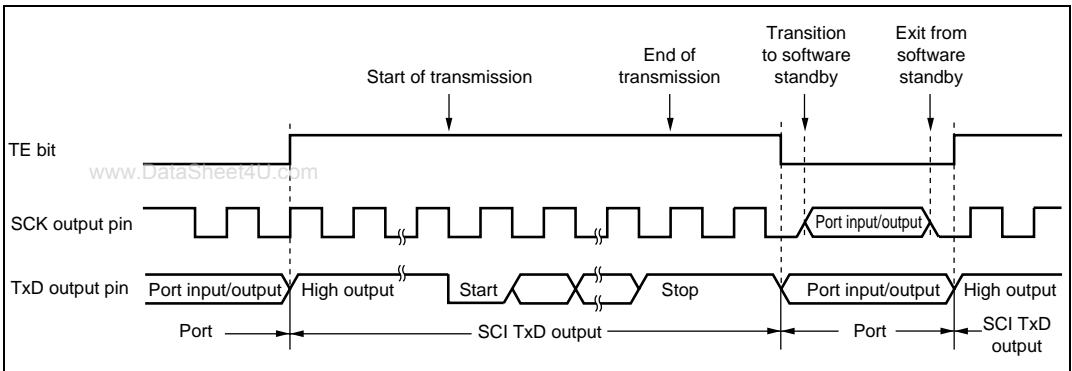 Transition
to software
standby
Exit from
software
standby
End of
transmission
Start of transmission
TE bit
www.DataSheet4U.com
SCK output pin
Port input/output
TxD output pin
Port input/output
High output
Start
Stop
Port input/output
High output
Port
SCI TxD output
Port
SCI TxD
output